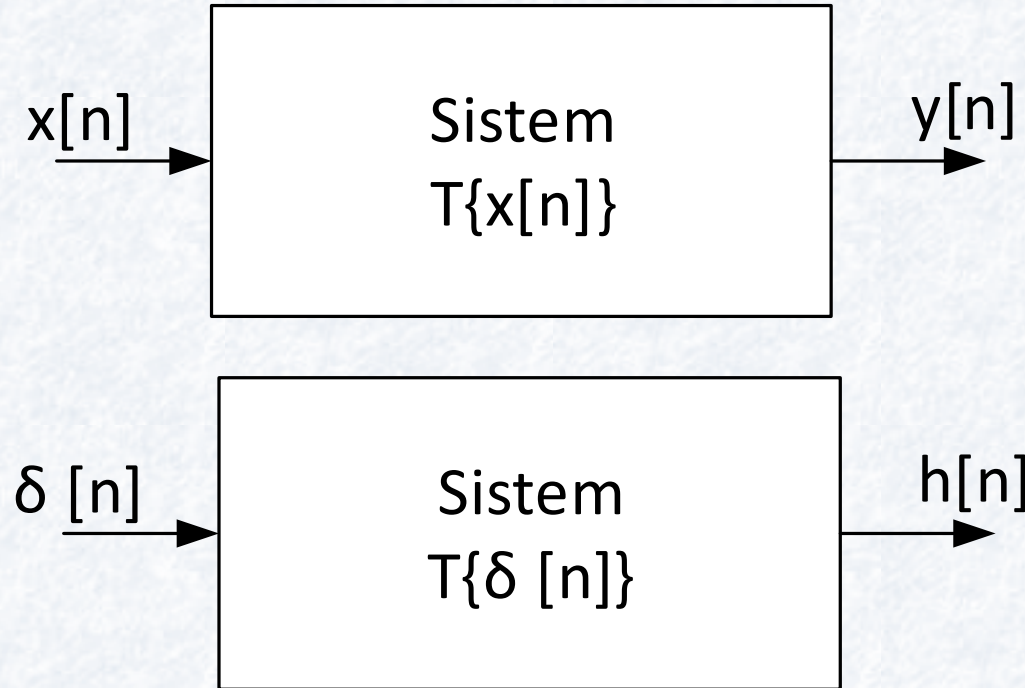 x[n]
Sistem
T{x[n]}
y[n]
δ [n]
Sistem
T{δ [n]}
h[n]